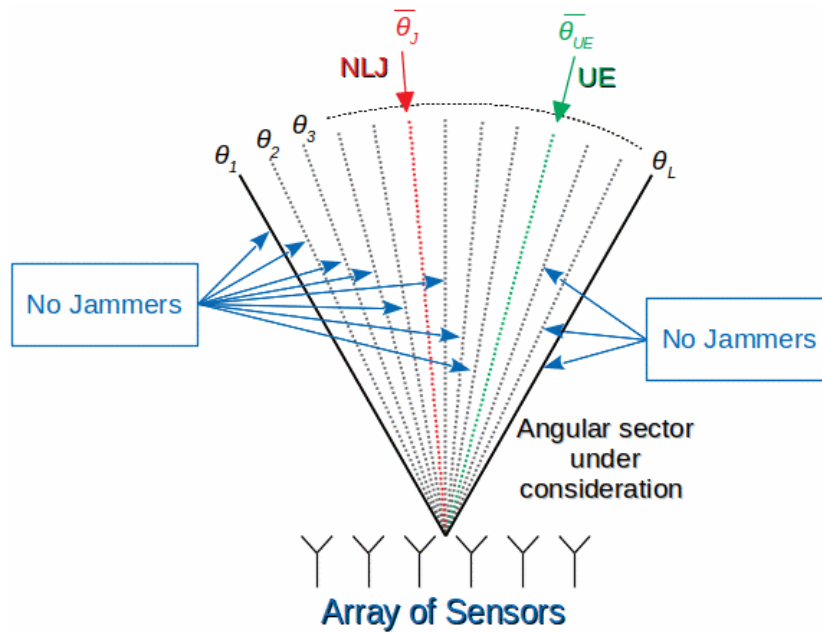 θ̅_J
θ̅_UE
NLJ
UE
θ_1
θ_2
θ_3
θ_L
No Jammers
No Jammers
Angular sector
under
consideration
Array of Sensors